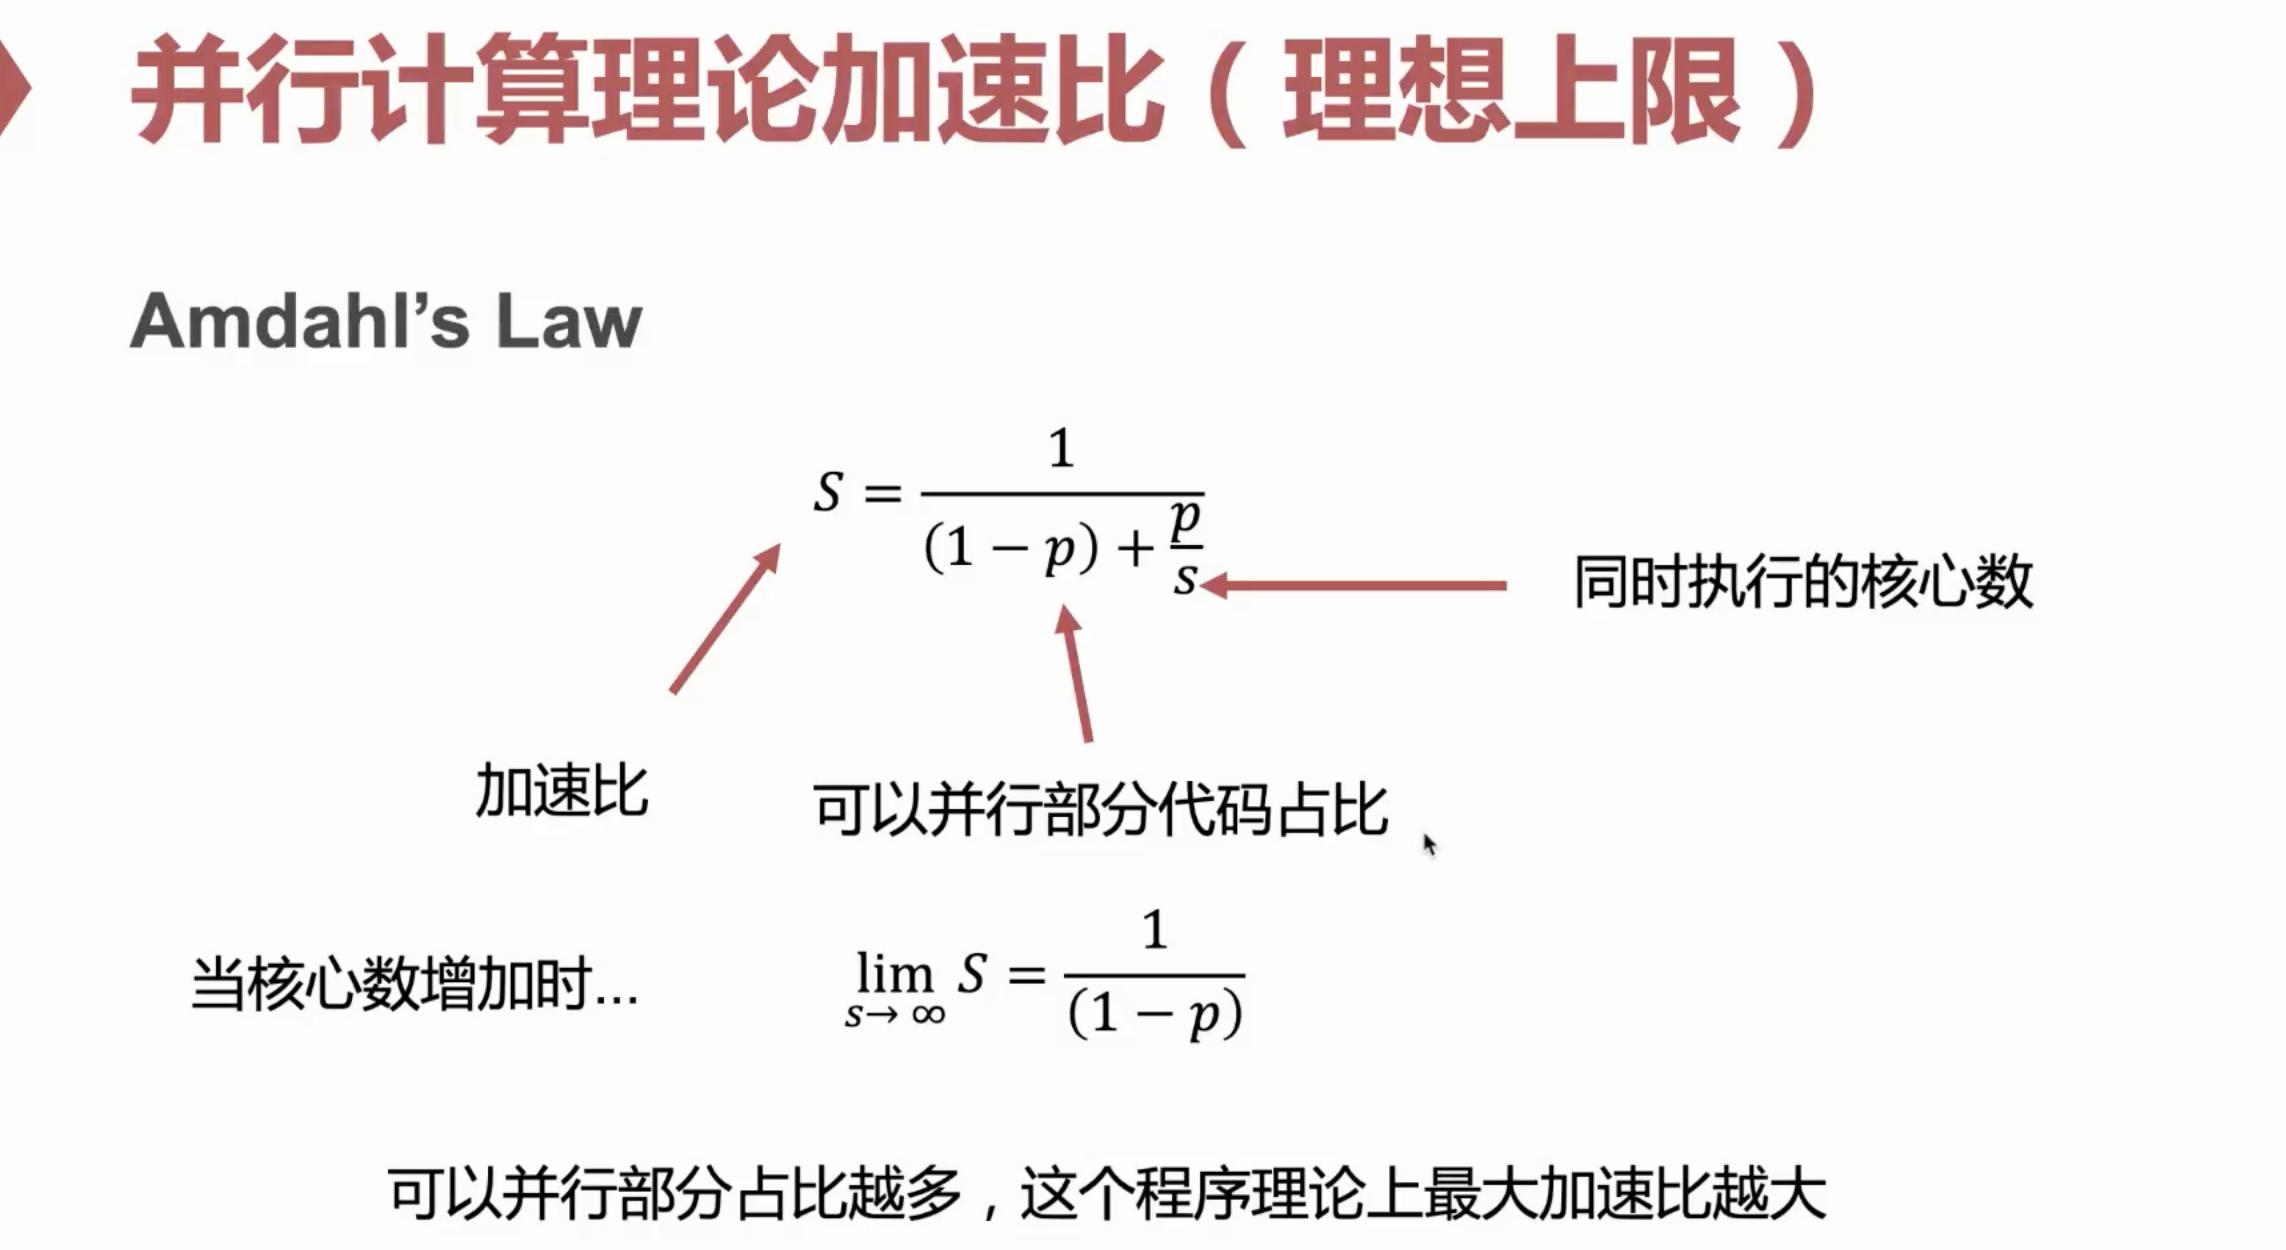 并行计算理论加速比（理想上限）
Amdahl’s Law
S = 1 / ((1 − p) + p/s)
同时执行的核心数
加速比
可以并行部分代码占比
当核心数增加时...
lim s→∞ S = 1 / (1 − p)
可以并行部分占比越多，这个程序理论上最大加速比越大